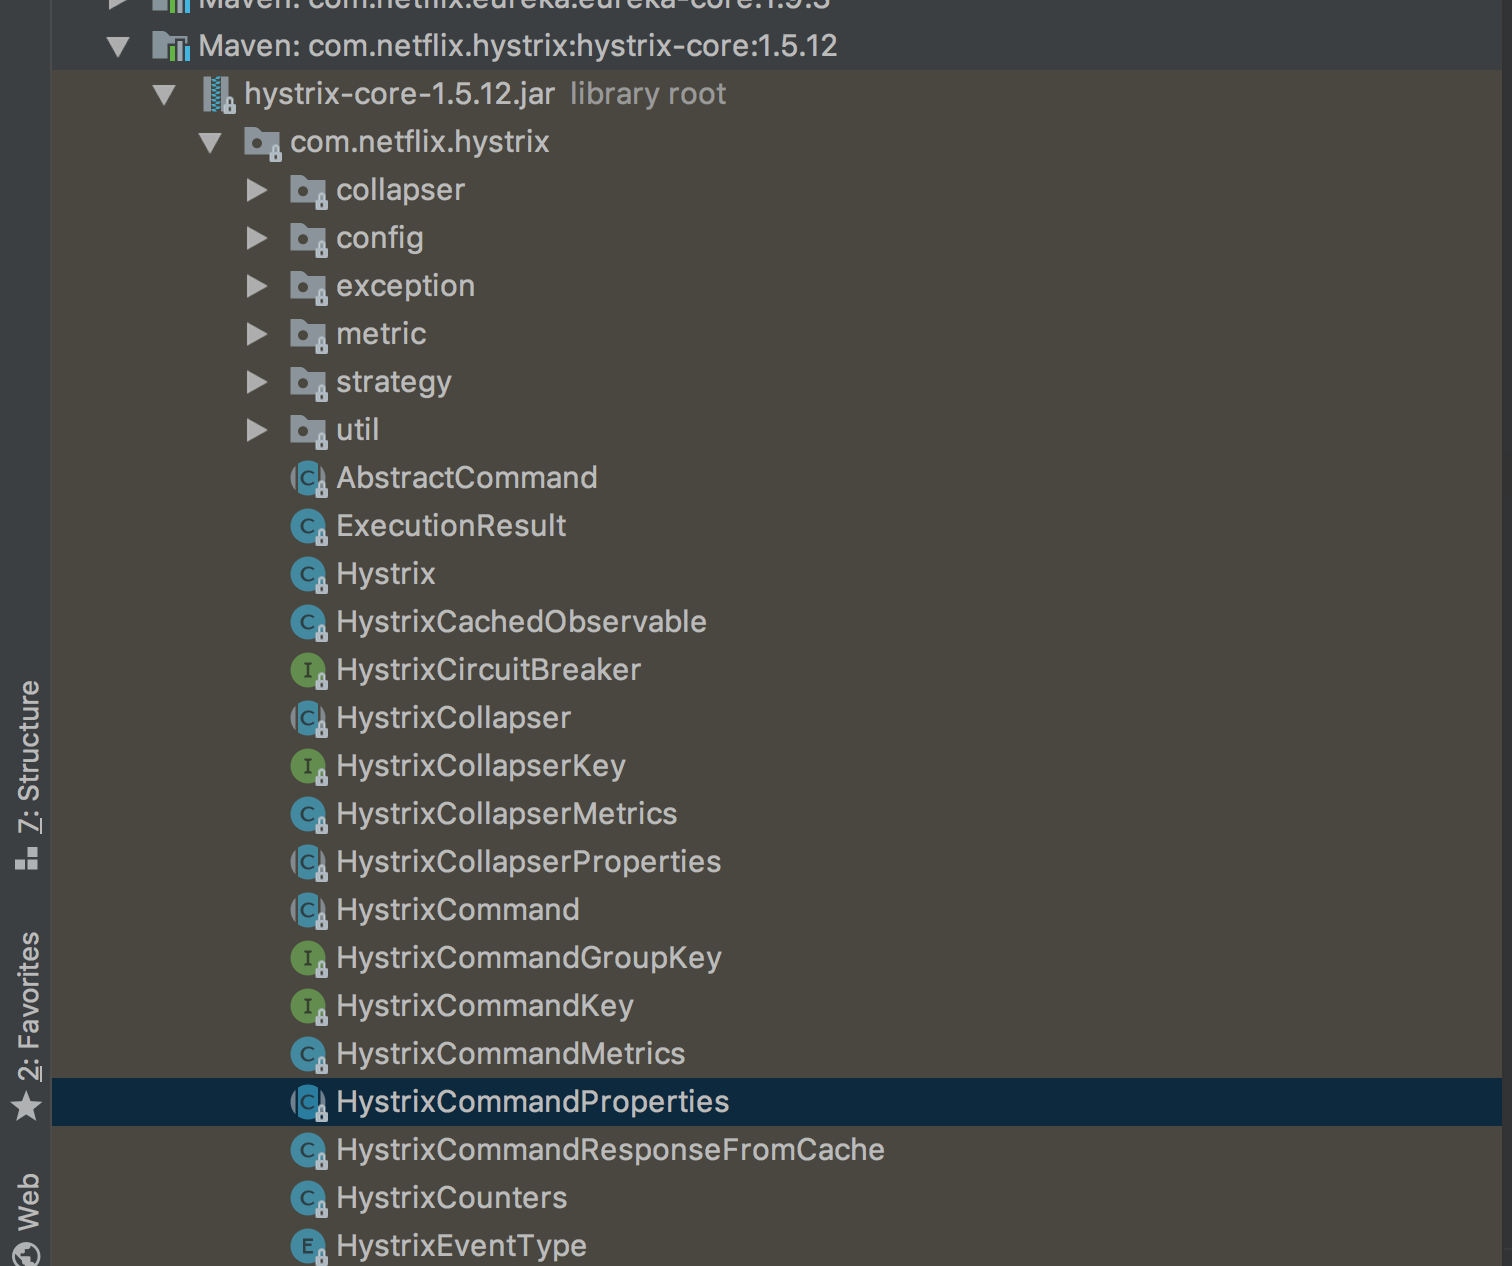 Maven: com.netflix.eureka:eureka-core:1.9.3
Maven: com.netflix.hystrix:hystrix-core:1.5.12
hystrix-core-1.5.12.jar library root
com.netflix.hystrix
collapser
config
exception
metric
strategy
util
AbstractCommand
ExecutionResult
Hystrix
HystrixCachedObservable
HystrixCircuitBreaker
HystrixCollapser
HystrixCollapserKey
HystrixCollapserMetrics
HystrixCollapserProperties
HystrixCommand
HystrixCommandGroupKey
HystrixCommandKey
HystrixCommandMetrics
HystrixCommandProperties
HystrixCommandResponseFromCache
HystrixCounters
HystrixEventType
7: Structure
2: Favorites
Web